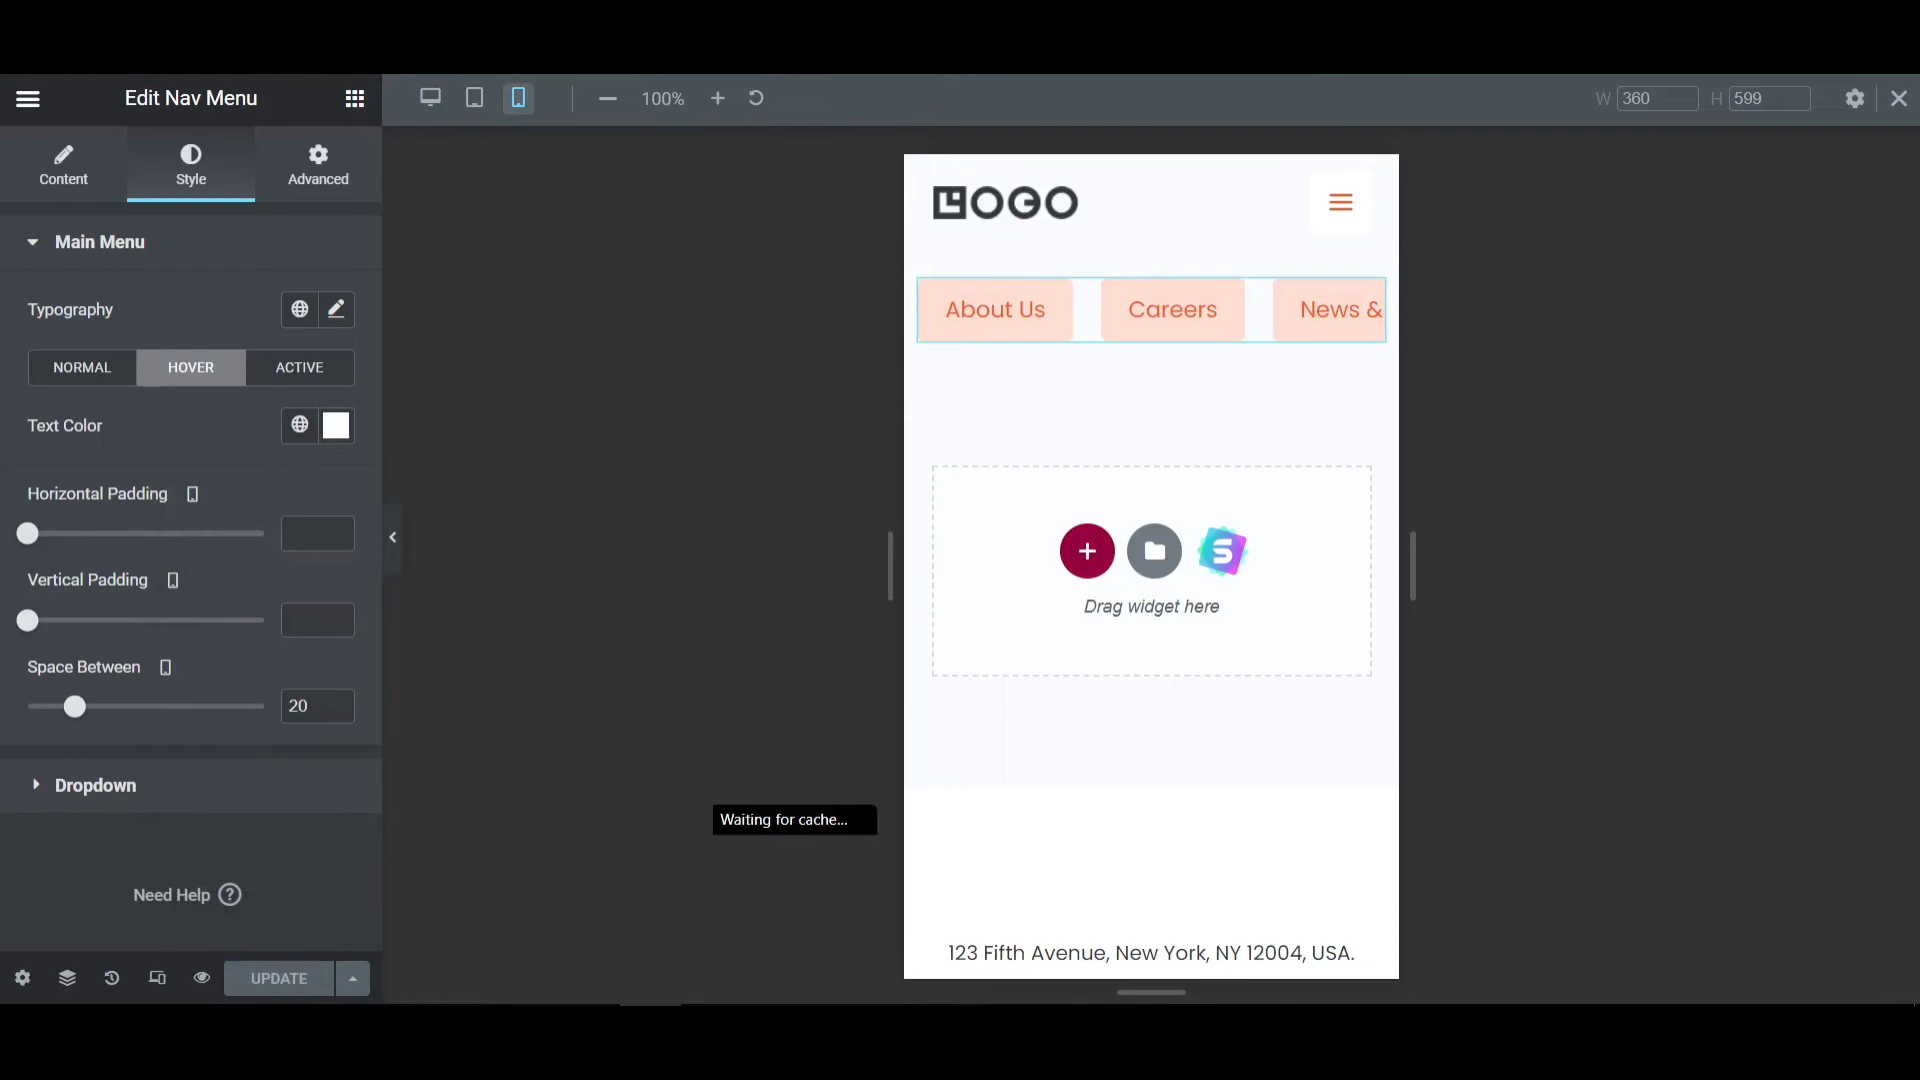 Edit Nav Menu
100%
W 360 H 599
Content
Style
Advanced
Main Menu
Typography
NORMAL
HOVER
ACTIVE
Text Color
Horizontal Padding
Vertical Padding
Space Between
20
Dropdown
Need Help ?
UPDATE
LOGO
About Us
Careers
News &
S
Drag widget here
Waiting for cache...
123 Fifth Avenue, New York, NY 12004, USA.